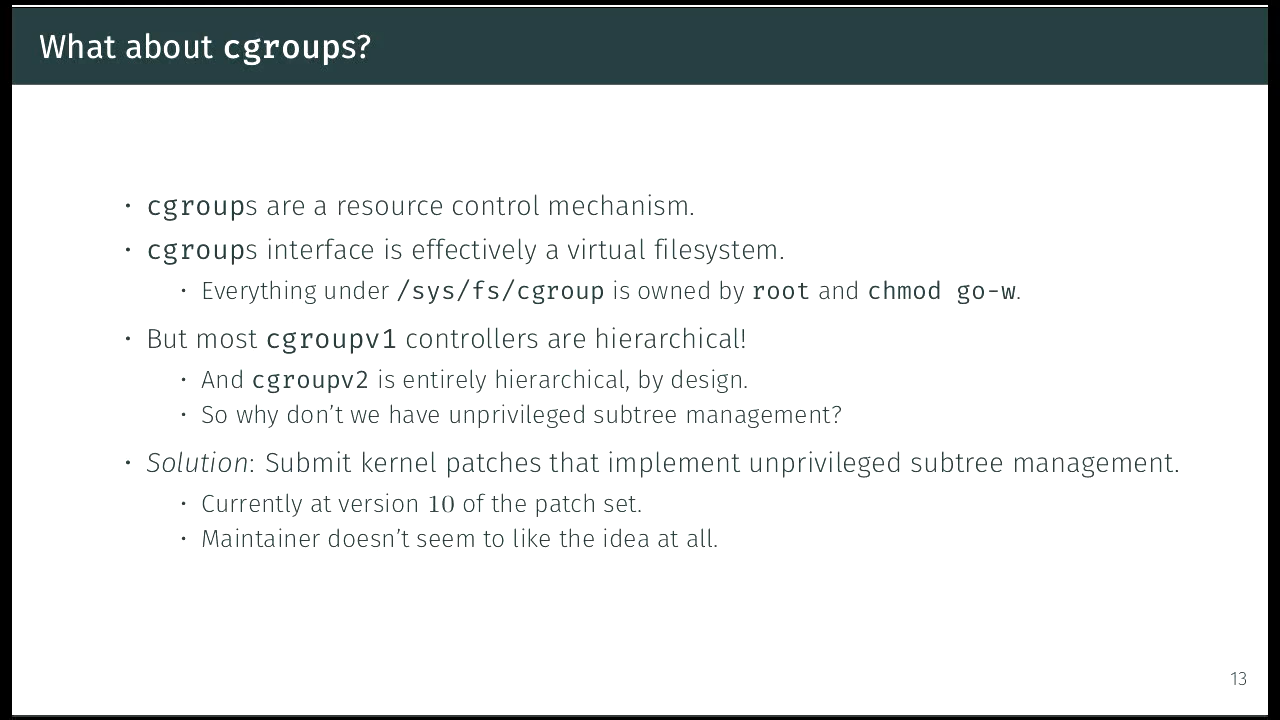 What about cgroups?
• cgroups are a resource control mechanism.
• cgroups interface is effectively a virtual filesystem.
• Everything under /sys/fs/cgroup is owned by root and chmod go-w.
• But most cgroupv1 controllers are hierarchical!
• And cgroupv2 is entirely hierarchical, by design.
• So why don't we have unprivileged subtree management?
• Solution: Submit kernel patches that implement unprivileged subtree management.
• Currently at version 10 of the patch set.
• Maintainer doesn't seem to like the idea at all.
13